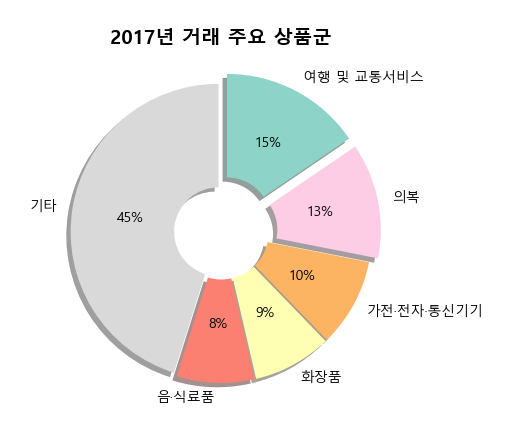 2017년 거래 주요 상품군
여행 및 교통서비스
15%
의복
13%
가전·전자·통신기기
10%
화장품
9%
음·식료품
8%
기타
45%